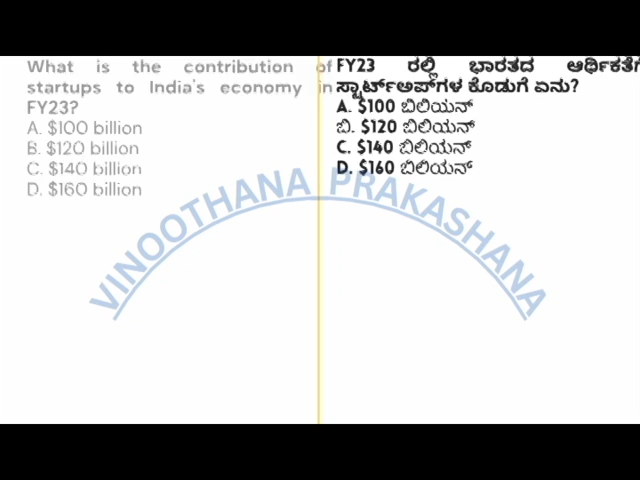 What is the contribution of
startups to India's economy in
FY23?
A. $100 billion
B. $120 billion
C. $140 billion
D. $160 billion
FY23 ರಲ್ಲಿ ಭಾರತದ ಆರ್ಥಿಕತೆಗೆ
ಸ್ಟಾರ್ಟ್ಅಪ್‌ಗಳ ಕೊಡುಗೆ ಏನು?
A. $100 ಬಿಲಿಯನ್
ಬಿ. $120 ಬಿಲಿಯನ್
C. $140 ಬಿಲಿಯನ್
D. $160 ಬಿಲಿಯನ್
VINOOTHANA PRAKASHANA